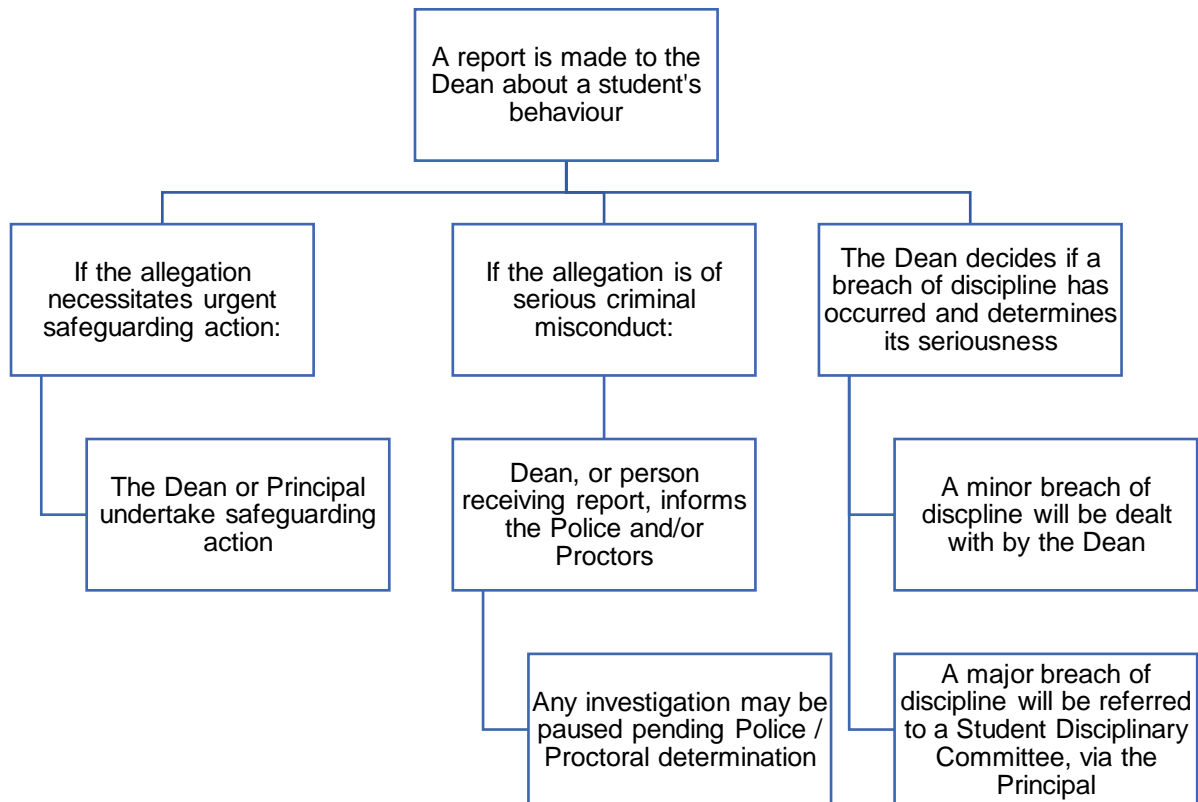 A report is made to the
Dean about a student's
behaviour
If the allegation
necessitates urgent
safeguarding action:
The Dean or Principal
undertake safeguarding
action
If the allegation is of
serious criminal
misconduct:
Dean, or person
receiving report, informs
the Police and/or
Proctors
Any investigation may be
paused pending Police /
Proctoral determination
The Dean decides if a
breach of discipline has
occurred and determines
its seriousness
A minor breach of
discpline will be dealt
with by the Dean
A major breach of
discipline will be referred
to a Student Disciplinary
Committee, via the
Principal